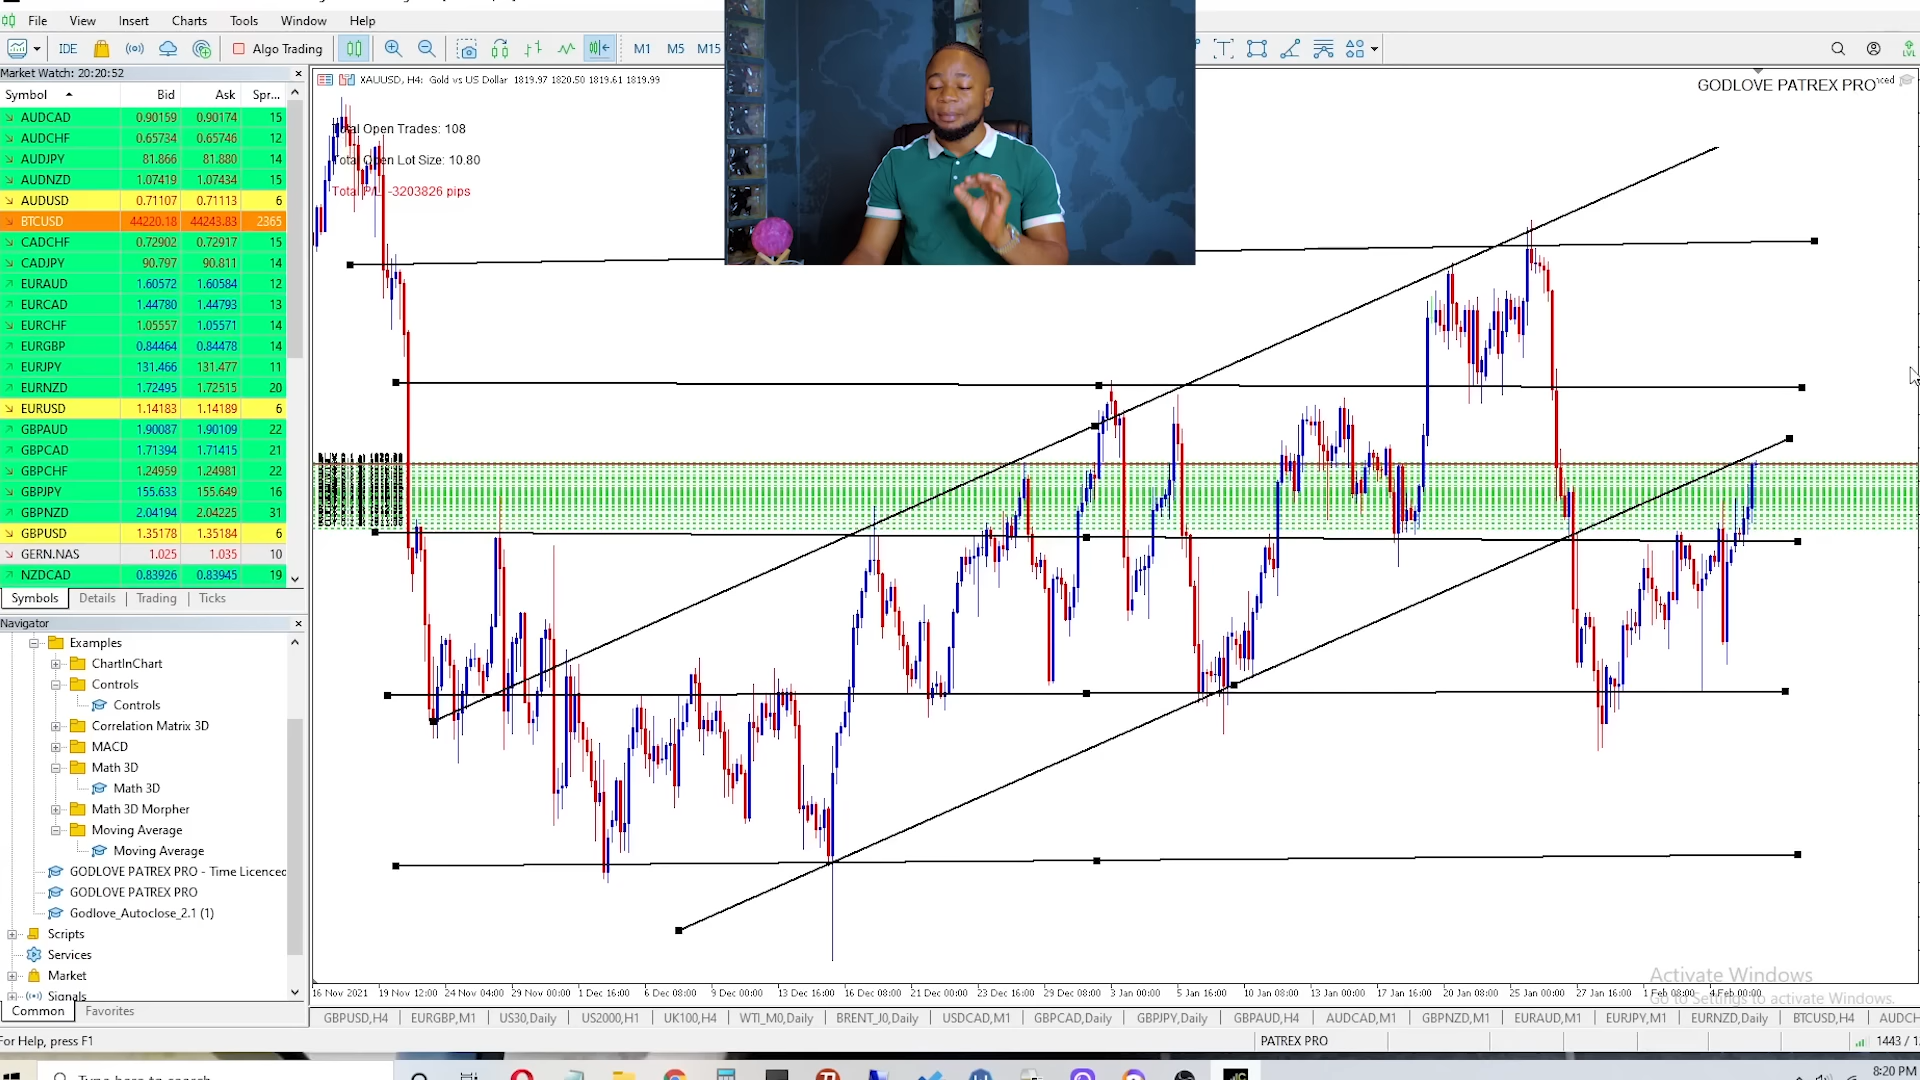 File View Insert Charts Tools Window Help
IDE Algo Trading M1 M5 M15
Market Watch: 20:20:52
Symbol Bid Ask Spr...
AUDCAD 0.90159 0.90174 15
AUDCHF 0.65734 0.65746 12
AUDJPY 81.866 81.880 14
AUDNZD 1.07419 1.07434 15
AUDUSD 0.71107 0.71113 6
BTCUSD 44220.18 44243.83 2365
CADCHF 0.72902 0.72917 15
CADJPY 90.797 90.811 14
EURAUD 1.60572 1.60584 12
EURCAD 1.44780 1.44793 13
EURCHF 1.05557 1.05571 14
EURGBP 0.84464 0.84478 14
EURJPY 131.466 131.477 11
EURNZD 1.72495 1.72515 20
EURUSD 1.14183 1.14189 6
GBPAUD 1.90087 1.90109 22
GBPCAD 1.71394 1.71415 21
GBPCHF 1.24959 1.24981 22
GBPJPY 155.633 155.649 16
GBPNZD 2.04194 2.04225 31
GBPUSD 1.35178 1.35184 6
GERN.NAS 1.025 1.035 10
NZDCAD 0.83926 0.83945 19
Symbols Details Trading Ticks
Navigator
Examples
ChartInChart
Controls
Controls
Correlation Matrix 3D
MACD
Math 3D
Math 3D
Math 3D Morpher
Moving Average
Moving Average
GODLOVE PATREX PRO - Time Licenced
GODLOVE PATREX PRO
Godlove_Autoclose_2.1 (1)
Scripts
Services
Market
Signals
Common Favorites
XAUUSD, H4: Gold vs US Dollar 1819.97 1820.50 1819.61 1819.99
GODLOVE PATREX PRO
Total Open Trades: 108
Total Open Lot Size: 10.80
Total P/L: -3203826 pips
Activate Windows
Go to Settings to activate Windows.
16 Nov 2021 19 Nov 12:00 24 Nov 04:00 29 Nov 00:00 1 Dec 16:00 6 Dec 08:00 9 Dec 00:00 13 Dec 16:00 16 Dec 08:00 21 Dec 00:00 23 Dec 16:00 29 Dec 08:00 3 Jan 00:00 5 Jan 16:00 10 Jan 08:00 13 Jan 00:00 17 Jan 16:00 20 Jan 08:00 25 Jan 00:00 27 Jan 16:00 1 Feb 08:00 4 Feb 00:00
GBPUSD,H4 EURGBP,M1 US30,Daily US2000,H1 UK100,H4 WTI_M0,Daily BRENT_J0,Daily USDCAD,M1 GBPCAD,Daily GBPJPY,Daily GBPAUD,H4 AUDCAD,M1 GBPNZD,M1 EURAUD,M1 EURJPY,M1 EURNZD,Daily BTCUSD,H4 AUDCH
For Help, press F1 PATREX PRO 1443 / 1
Type here to search
8:20 PM